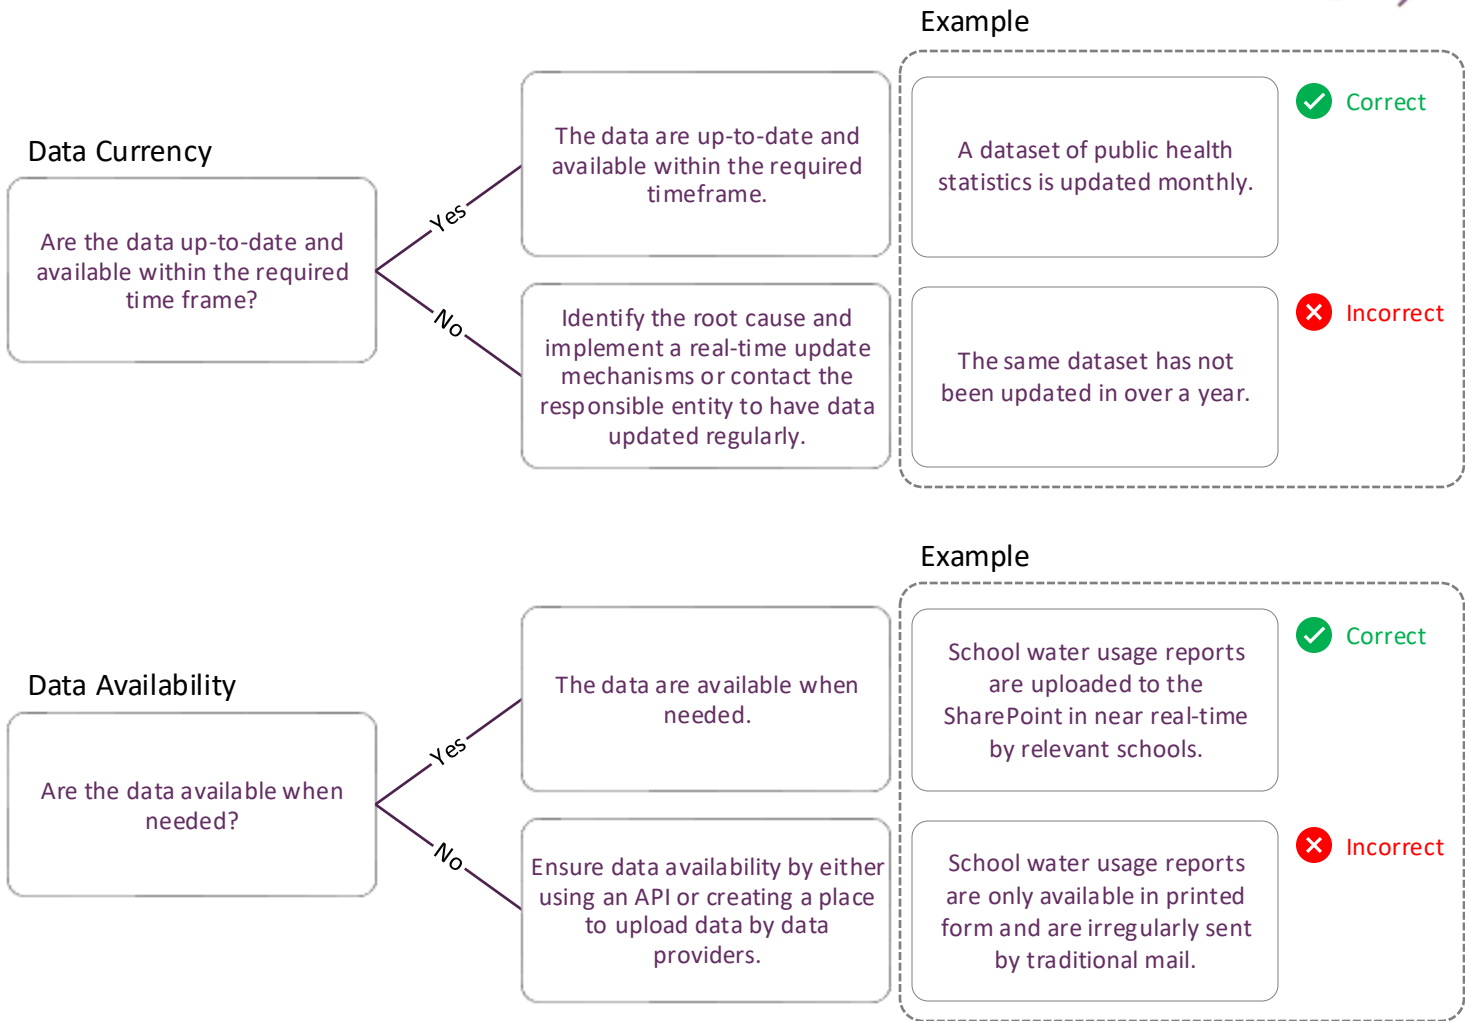 Example
Data Currency
Are the data up-to-date and
available within the required
time frame?
Yes
No
The data are up-to-date and
available within the required
timeframe.
Identify the root cause and
implement a real-time update
mechanisms or contact the
responsible entity to have data
updated regularly.
A dataset of public health
statistics is updated monthly.
Correct
The same dataset has not
been updated in over a year.
Incorrect
Example
Data Availability
Are the data available when
needed?
Yes
No
The data are available when
needed.
Ensure data availability by either
using an API or creating a place
to upload data by data
providers.
School water usage reports
are uploaded to the
SharePoint in near real-time
by relevant schools.
Correct
School water usage reports
are only available in printed
form and are irregularly sent
by traditional mail.
Incorrect